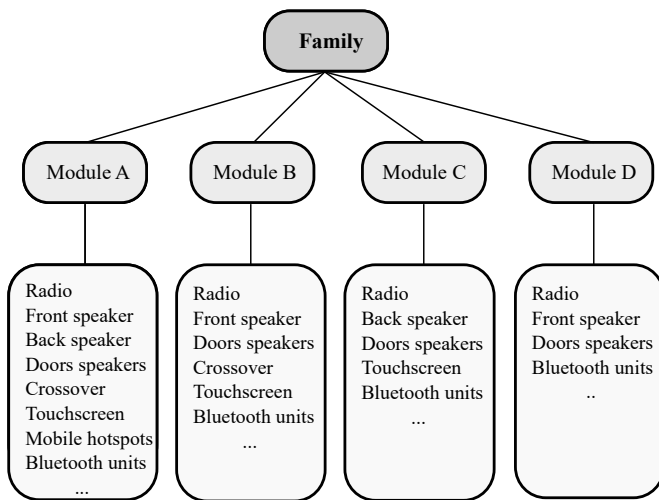 Family
Module A
Module B
Module C
Module D
Radio
Front speaker
Back speaker
Doors speakers
Crossover
Touchscreen
Mobile hotspots
Bluetooth units
...
Radio
Front speaker
Doors speakers
Crossover
Touchscreen
Bluetooth units
...
Radio
Back speaker
Doors speakers
Touchscreen
Bluetooth units
...
Radio
Front speaker
Doors speakers
Bluetooth units
..